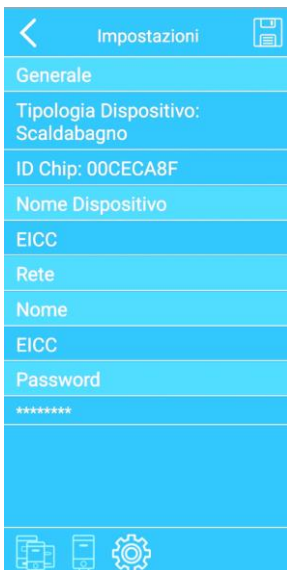 Impostazioni
Generale
Tipologia Dispositivo:
Scaldabagno
ID Chip: 00CECA8F
Nome Dispositivo
EICC
Rete
Nome
EICC
Password
********